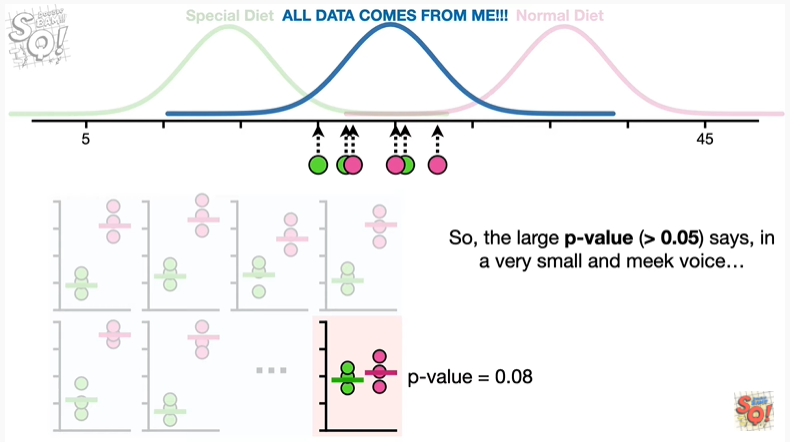 Special Diet ALL DATA COMES FROM ME!!! Normal Diet
5
45
So, the large p-value (> 0.05) says, in
a very small and meek voice…
p-value = 0.08
SQ!